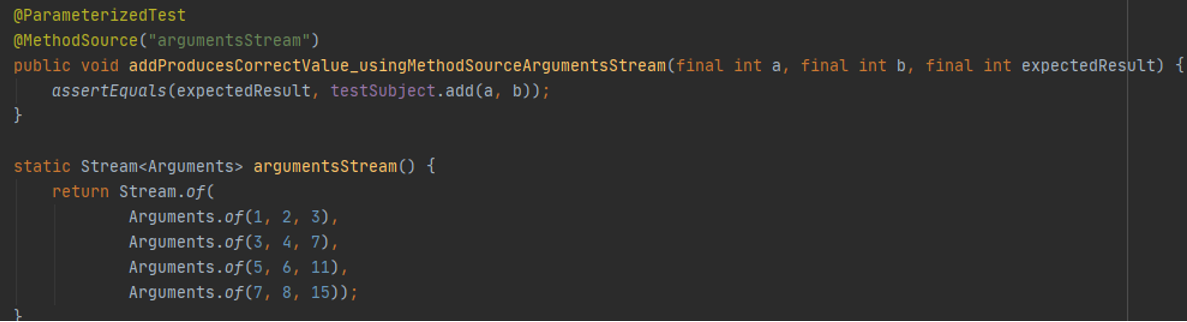 @ParameterizedTest
@MethodSource("argumentsStream")
public void addProducesCorrectValue_usingMethodSourceArgumentsStream(final int a, final int b, final int expectedResult) {
    assertEquals(expectedResult, testSubject.add(a, b));
}

static Stream<Arguments> argumentsStream() {
    return Stream.of(
            Arguments.of(1, 2, 3),
            Arguments.of(3, 4, 7),
            Arguments.of(5, 6, 11),
            Arguments.of(7, 8, 15));
}